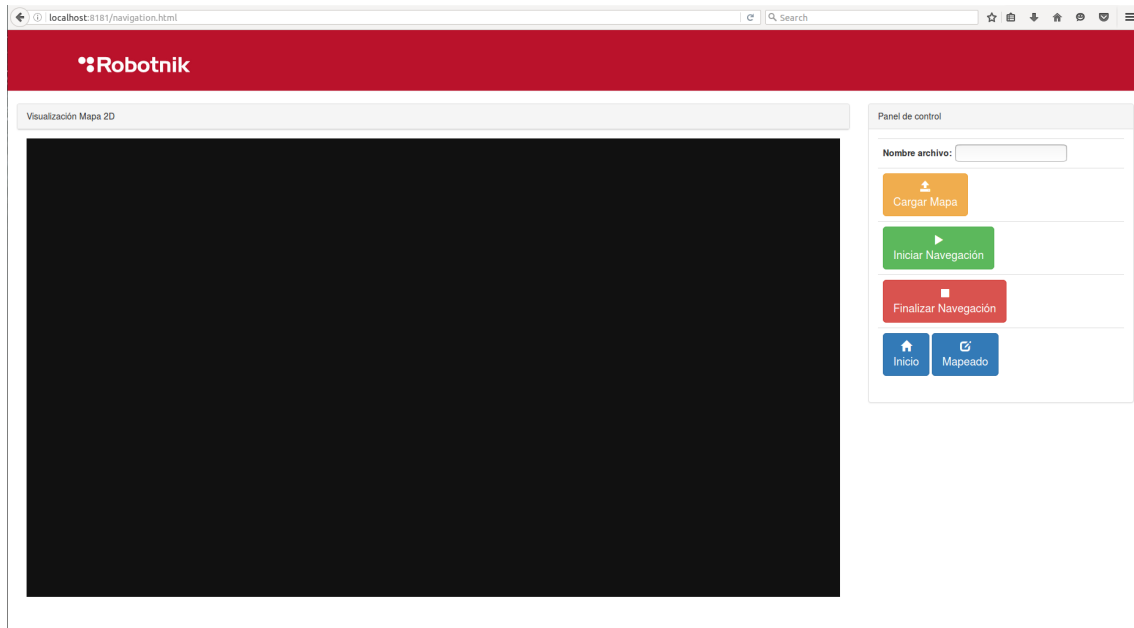 localhost:8181/navigation.html
Search
Robotnik
Visualización Mapa 2D
Panel de control
Nombre archivo:
Cargar Mapa
Iniciar Navegación
Finalizar Navegación
Inicio
Mapeado